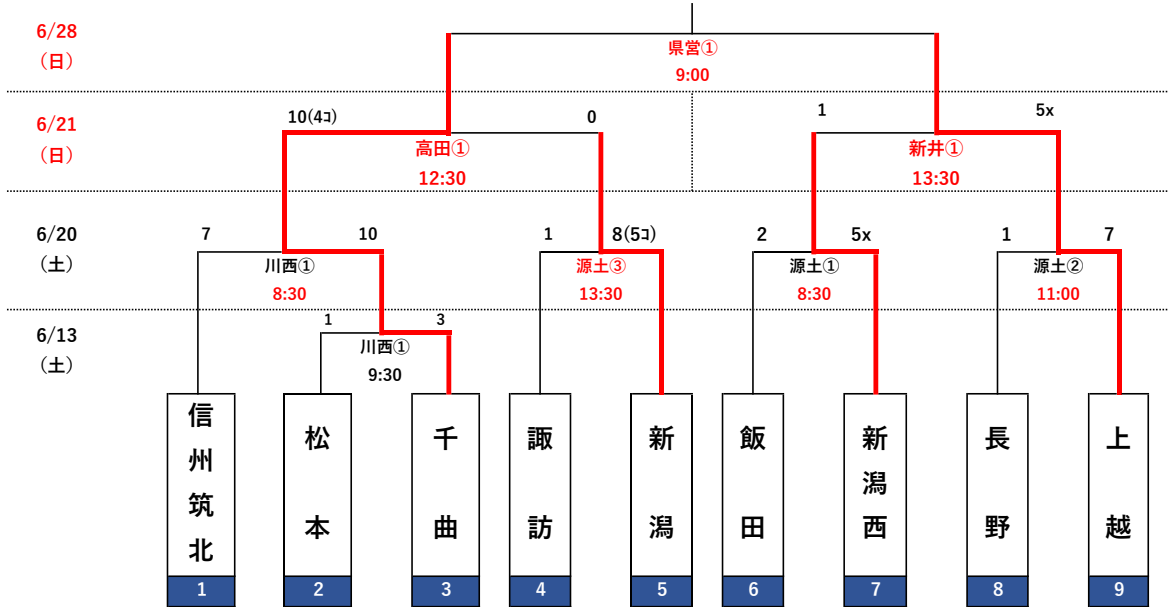 6/28
（日）
県営①
9:00
6/21
（日）
10(4ｺ)
0
1
5x
高田①
12:30
新井①
13:30
6/20
（土）
7
10
1
8(5ｺ)
2
5x
1
7
川西①
8:30
源土③
13:30
源土①
8:30
源土②
11:00
6/13
（土）
1
3
川西①
9:30
信州筑北
松本
千曲
諏訪
新潟
飯田
新潟西
長野
上越
1
2
3
4
5
6
7
8
9